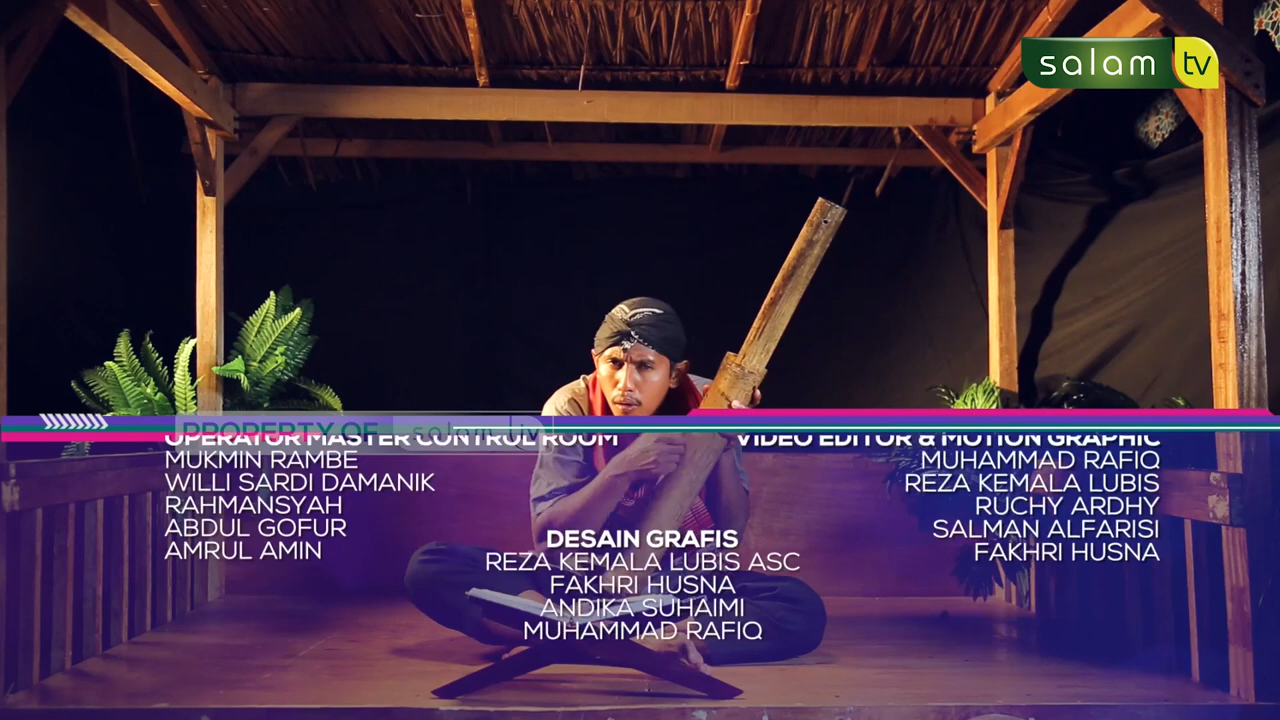 salam tv
PROPERTY OF salam tv
OPERATOR MASTER CONTROL ROOM
MUKMIN RAMBE
WILLI SARDI DAMANIK
RAHMANSYAH
ABDUL GOFUR
AMRUL AMIN
VIDEO EDITOR & MOTION GRAPHIC
MUHAMMAD RAFIQ
REZA KEMALA LUBIS
RUCHY ARDHY
SALMAN ALFARISI
FAKHRI HUSNA
DESAIN GRAFIS
REZA KEMALA LUBIS ASC
FAKHRI HUSNA
ANDIKA SUHAIMI
MUHAMMAD RAFIQ